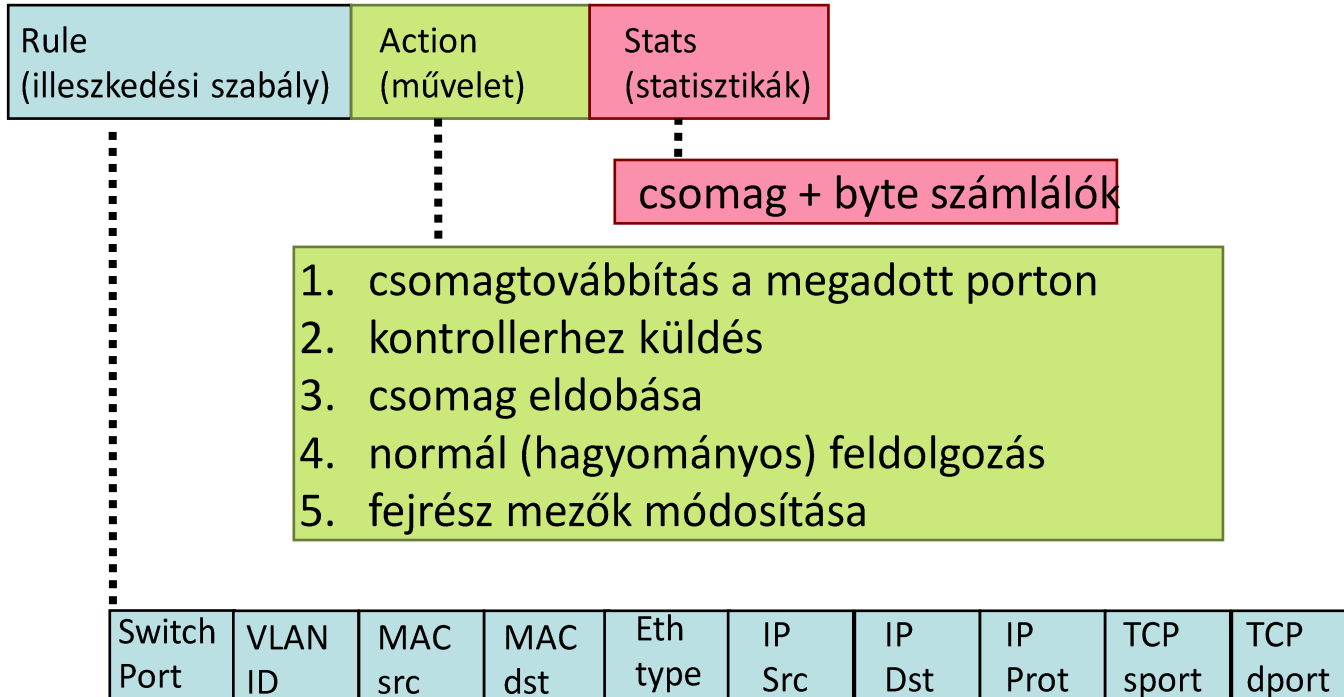 Rule
(illeszkedési szabály)
Action
(művelet)
Stats
(statisztikák)
csomag + byte számlálók
1. csomagtovábbítás a megadott porton
2. kontrollerhez küldés
3. csomag eldobása
4. normál (hagyományos) feldolgozás
5. fejrész mezők módosítása
Switch
Port
VLAN
ID
MAC
src
MAC
dst
Eth
type
IP
Src
IP
Dst
IP
Prot
TCP
sport
TCP
dport